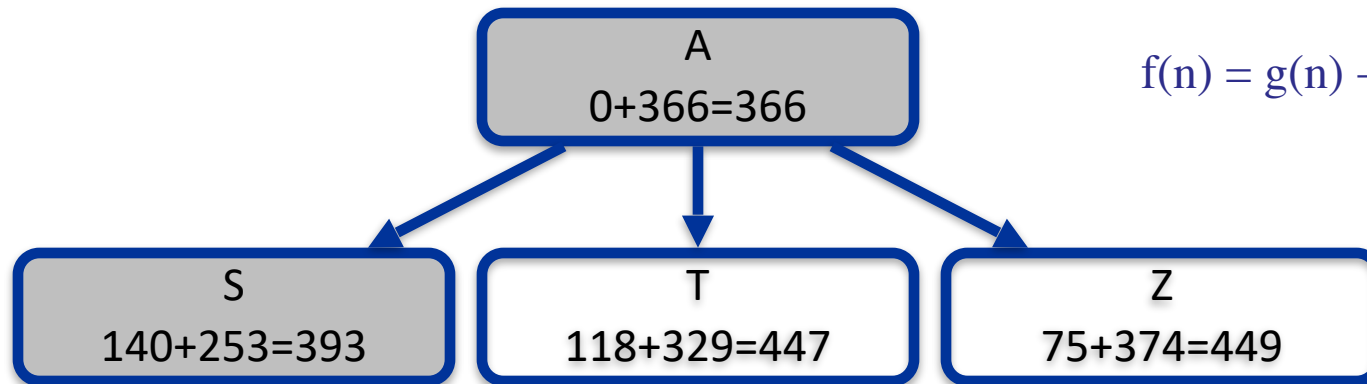 A
0+366=366
f(n) = g(n)
S
140+253=393
T
118+329=447
Z
75+374=449